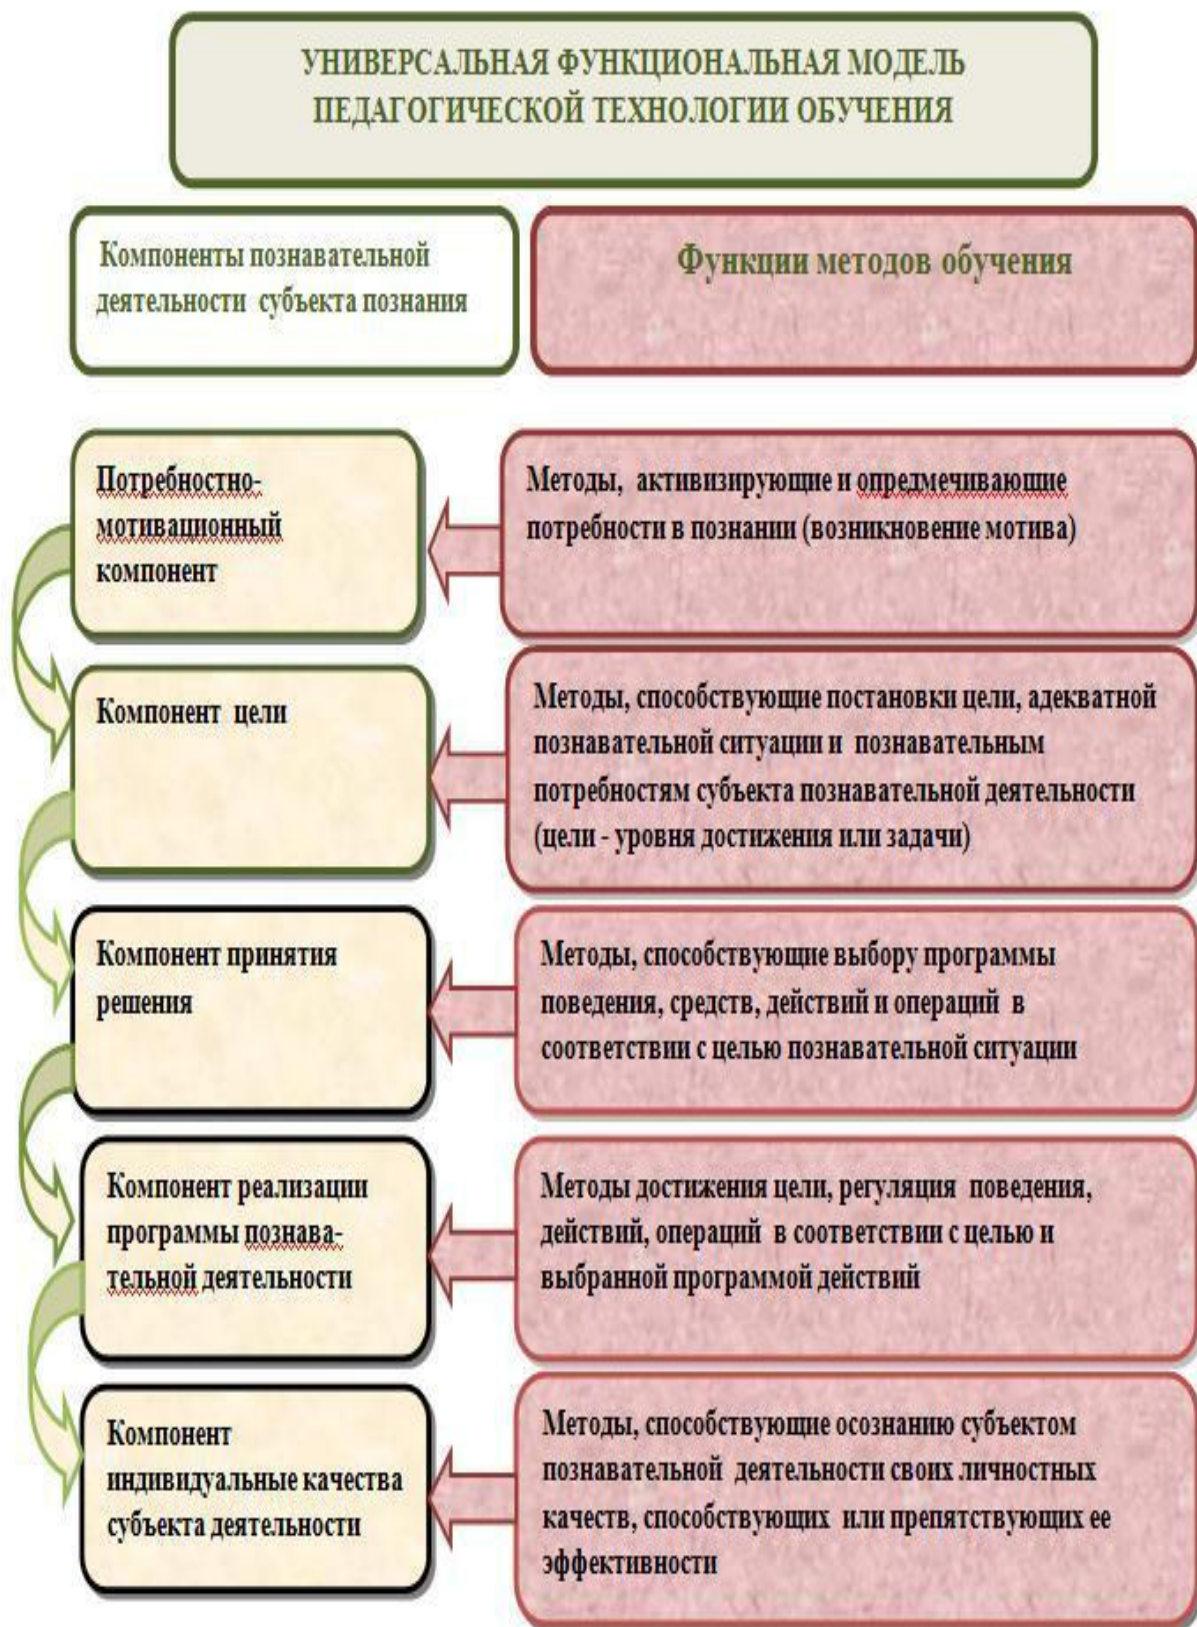 УНИВЕРСАЛЬНАЯ ФУНКЦИОНАЛЬНАЯ МОДЕЛЬ
ПЕДАГОГИЧЕСКОЙ ТЕХНОЛОГИИ ОБУЧЕНИЯ
Компоненты познавательной
деятельности субъекта познания
Функции методов обучения
Потребностно-
мотивационный
компонент
Методы, активизирующие и опредмечивающие
потребности в познании (возникновение мотива)
Компонент цели
Методы, способствующие постановки цели, адекватной
познавательной ситуации и познавательным
потребностям субъекта познавательной деятельности
(цели - уровня достижения или задачи)
Компонент принятия
решения
Методы, способствующие выбору программы
поведения, средств, действий и операций в
соответствии с целью познавательной ситуации
Компонент реализации
программы познава-
тельной деятельности
Методы достижения цели, регуляция поведения,
действий, операций в соответствии с целью и
выбранной программой действий
Компонент
индивидуальные качества
субъекта деятельности
Методы, способствующие осознанию субъектом
познавательной деятельности своих личностных
качеств, способствующих или препятствующих ее
эффективности